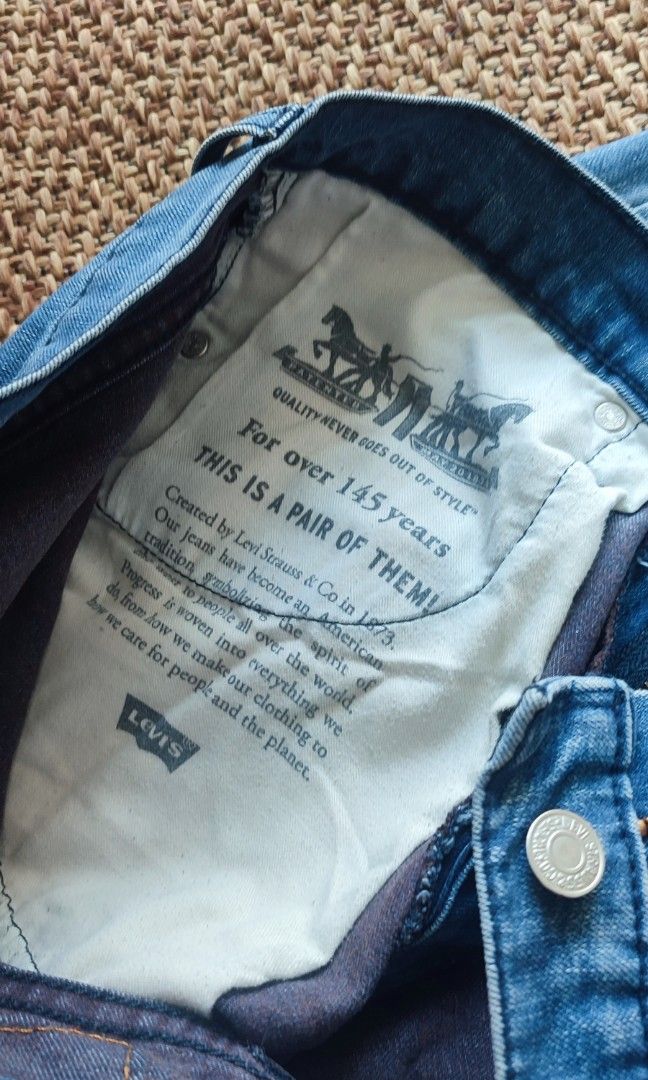 QUALITY NEVER GOES OUT OF STYLE™
For over 145 years
THIS IS A PAIR OF THEM!
Created by Levi Strauss & Co in 1873.
Our jeans have become an American
tradition, symbolizing the spirit of
to people all over the world.
Progress is woven into everything we
do, from how we make our clothing to
how we care for people and the planet.
LEVI'S